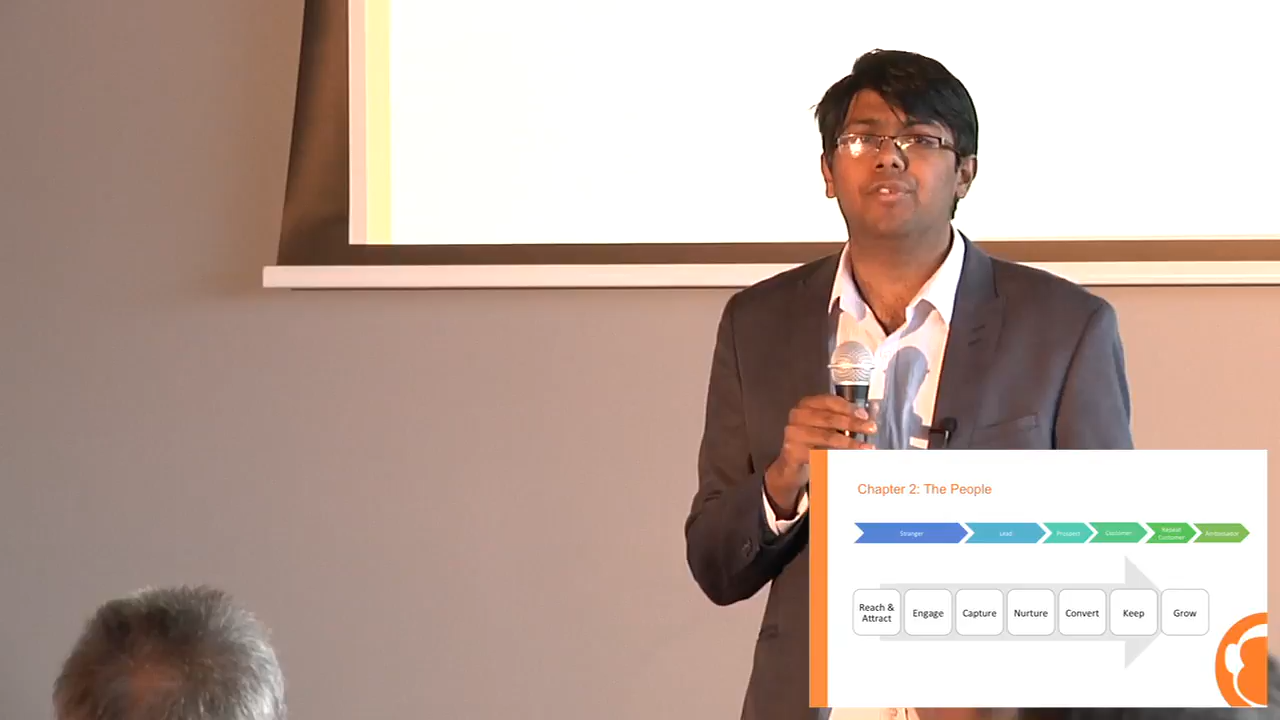 Chapter 2: The People
Stranger
Lead
Prospect
Customer
Repeat
Customer
Ambassador
Reach &
Attract
Engage
Capture
Nurture
Convert
Keep
Grow